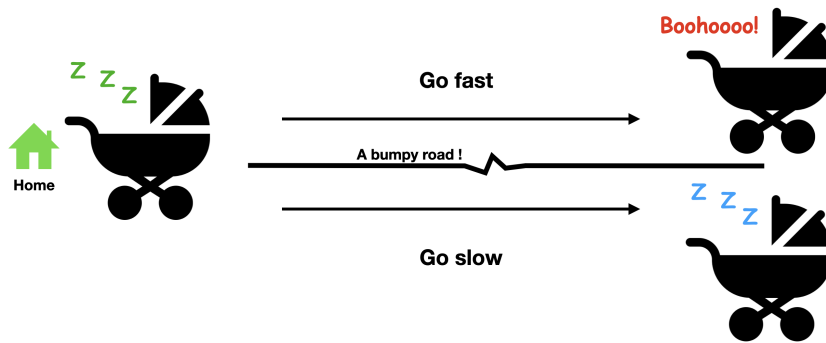 Boohoooo!
z z z
Go fast
Home
A bumpy road !
z z z
Go slow